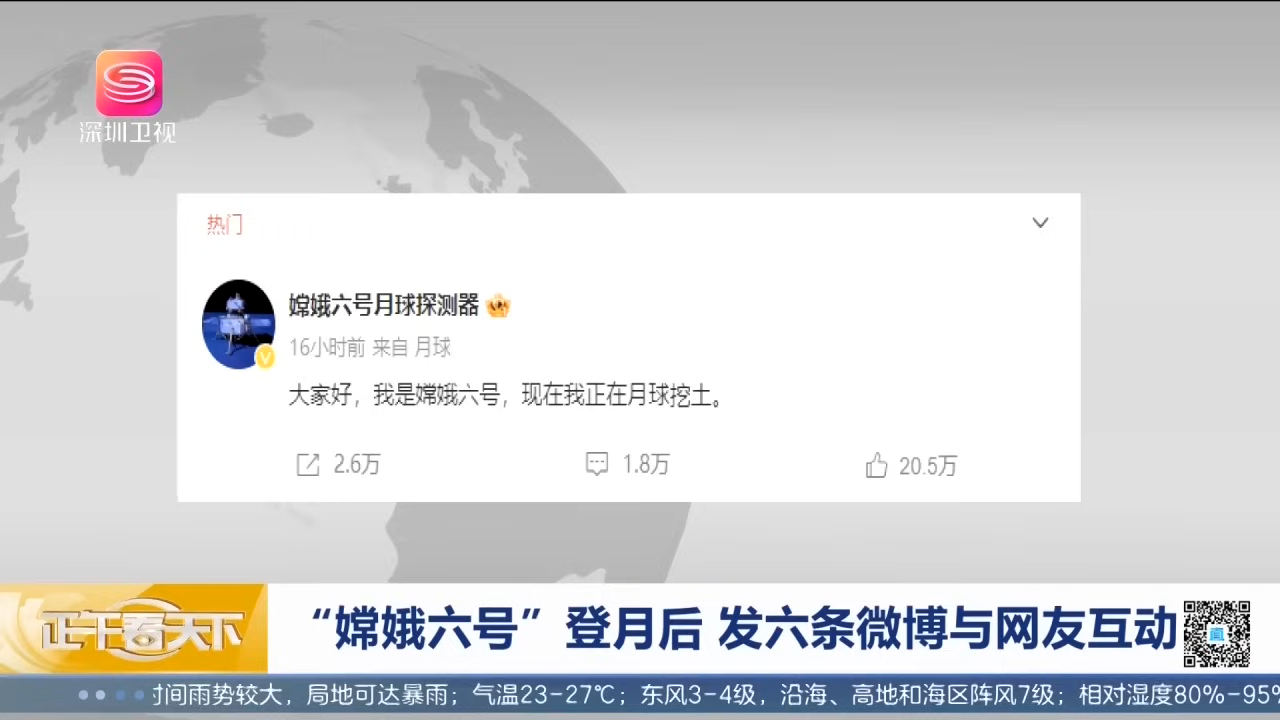 深圳卫视
热门
嫦娥六号月球探测器
16小时前 来自 月球
大家好，我是嫦娥六号，现在我正在月球挖土。
2.6万 1.8万 20.5万
正午看天下
“嫦娥六号”登月后 发六条微博与网友互动
时间雨势较大，局地可达暴雨；气温23-27℃；东风3-4级，沿海、高地和海区阵风7级；相对湿度80%-95%